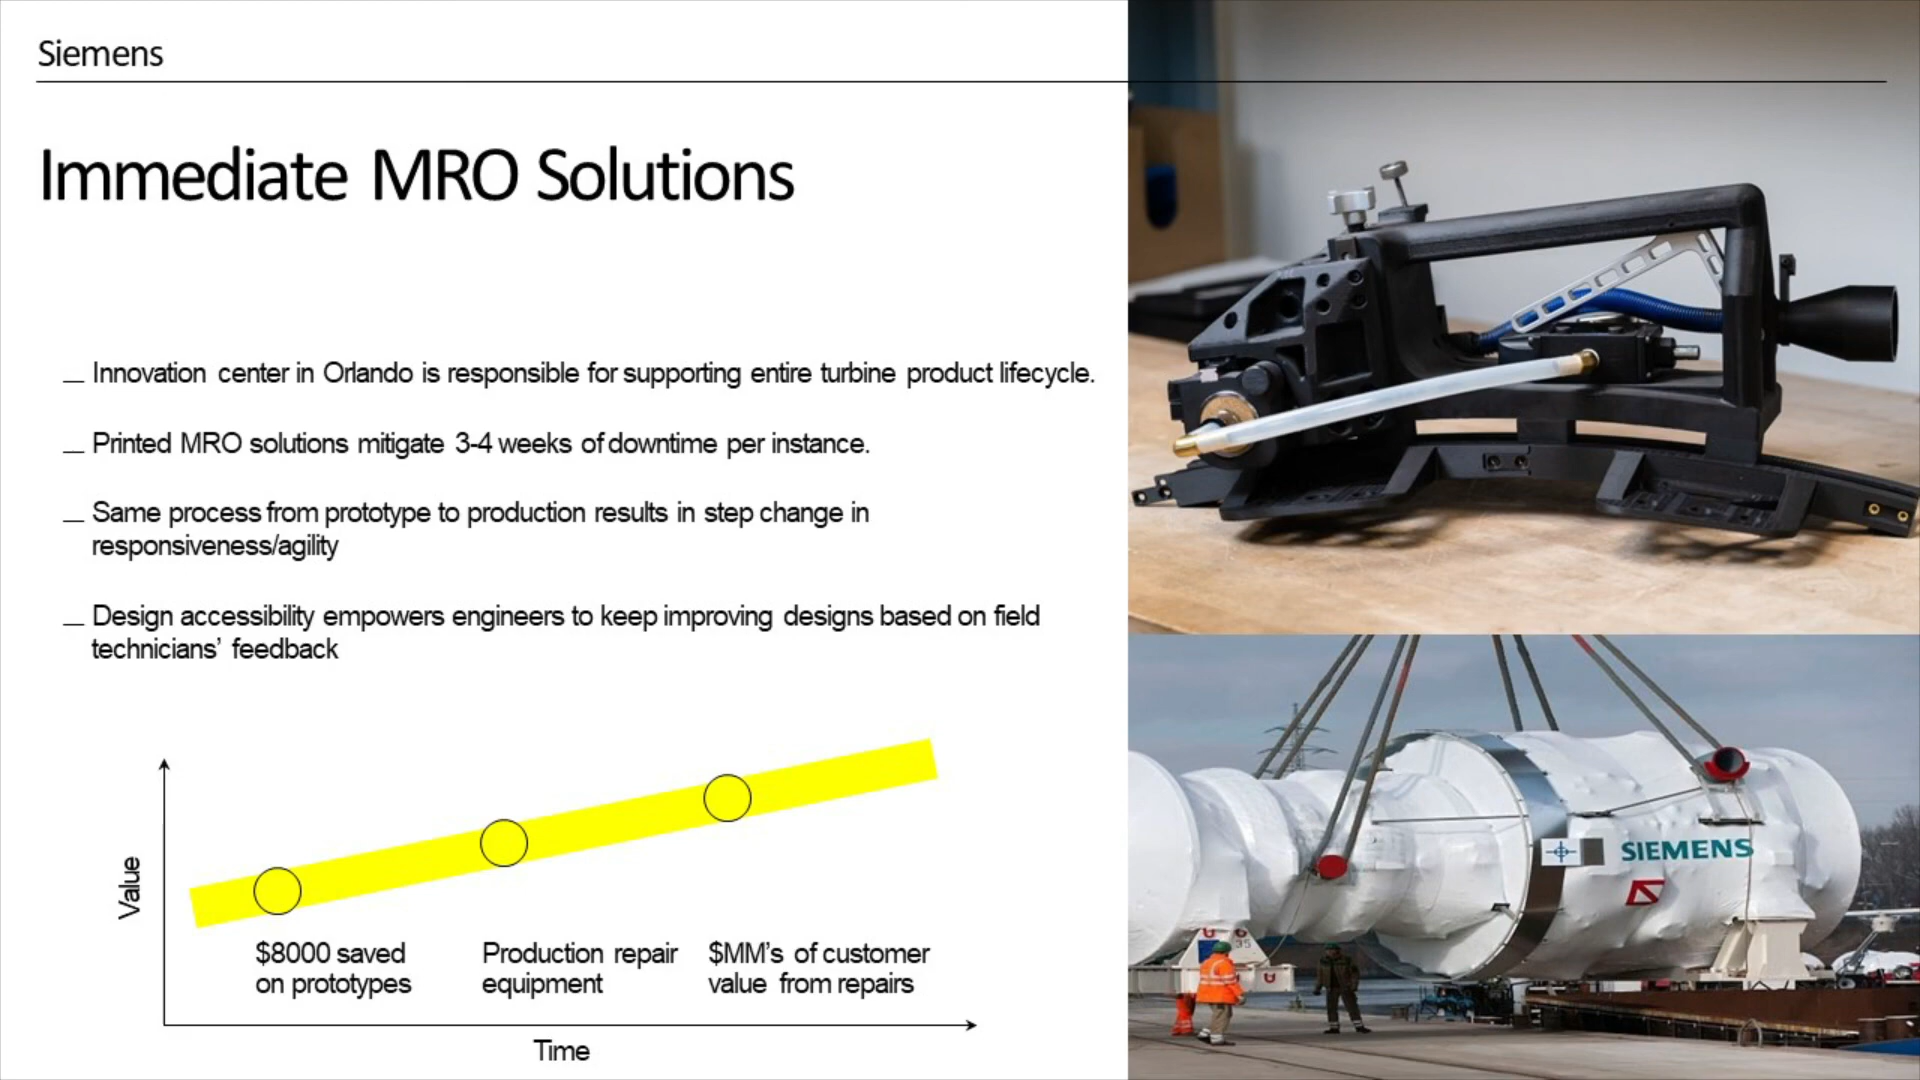 Siemens
Immediate MRO Solutions
Innovation center in Orlando is responsible for supporting entire turbine product lifecycle.
Printed MRO solutions mitigate 3-4 weeks of downtime per instance.
Same process from prototype to production results in step change in
responsiveness/agility
Design accessibility empowers engineers to keep improving designs based on field
technicians’ feedback
Value
$8000 saved
on prototypes
Production repair
equipment
$MM’s of customer
value from repairs
Time
SIEMENS
35